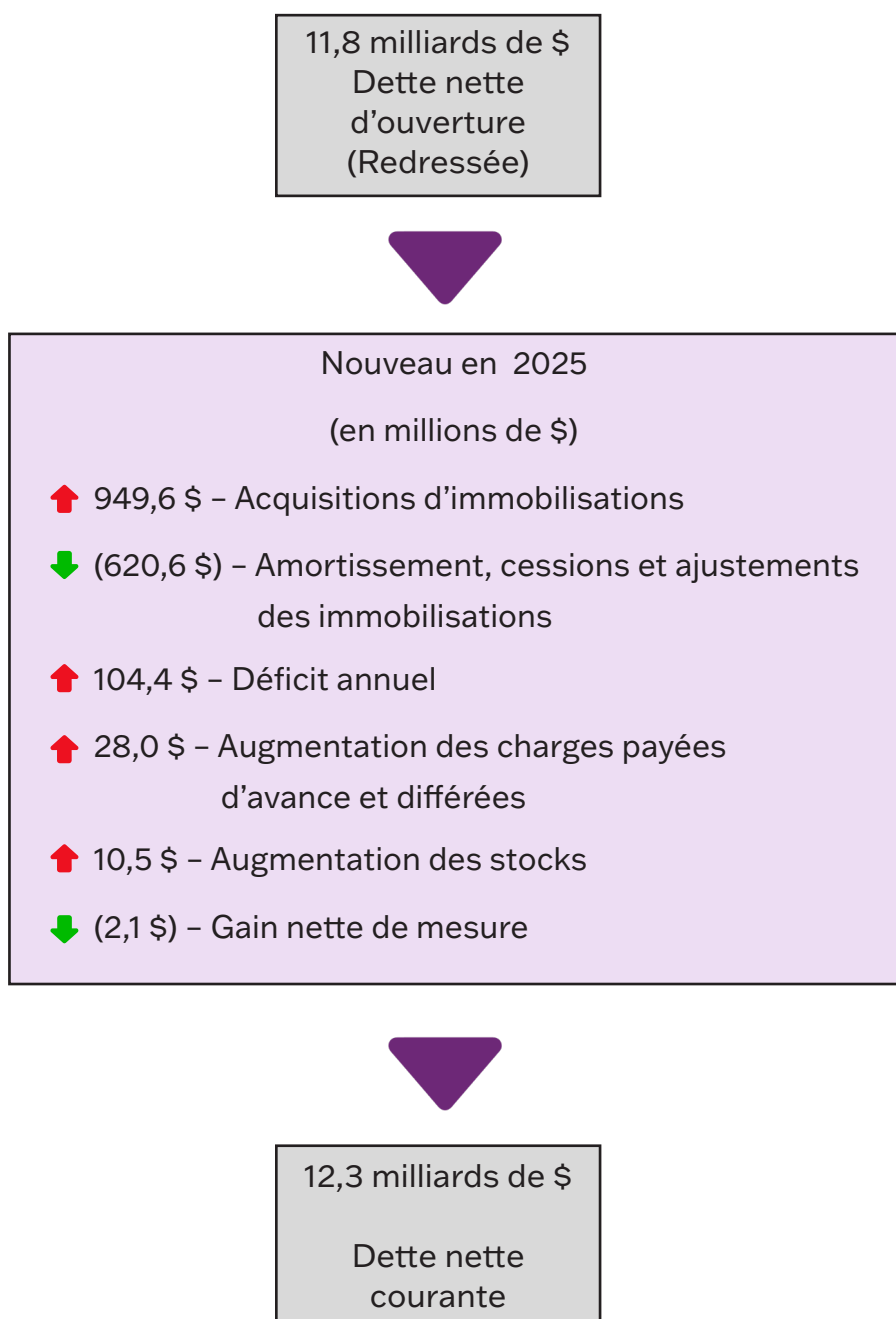 11,8 milliards de $
Dette nette
d’ouverture
(Redressée)
Nouveau en 2025
(en millions de $)
949,6 $ – Acquisitions d’immobilisations
(620,6 $) – Amortissement, cessions et ajustements
des immobilisations
104,4 $ – Déficit annuel
28,0 $ – Augmentation des charges payées
d’avance et différées
10,5 $ – Augmentation des stocks
(2,1 $) – Gain nette de mesure
12,3 milliards de $
Dette nette
courante